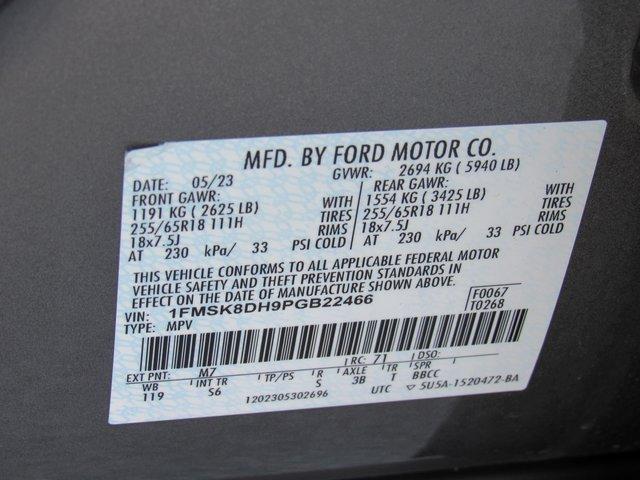 MFD. BY FORD MOTOR CO.
DATE: 05/23 GVWR: 2694 KG ( 5940 LB)
FRONT GAWR: REAR GAWR:
1191 KG ( 2625 LB) WITH 1554 KG ( 3425 LB) WITH
255/65R18 111H TIRES 255/65R18 111H TIRES
18x7.5J RIMS 18x7.5J RIMS
AT 230 kPa/ 33 PSI COLD AT 230 kPa/ 33 PSI COLD
THIS VEHICLE CONFORMS TO ALL APPLICABLE FEDERAL MOTOR
VEHICLE SAFETY AND THEFT PREVENTION STANDARDS IN
EFFECT ON THE DATE OF MANUFACTURE SHOWN ABOVE.
VIN: 1FMSK8DH9PGB22466 F0067
TYPE: MPV T0268
EXT PNT: M7 RC: 71 DSO:
WB INT TR TP/PS R AXLE TR SPR
119 S6 S 3B T BBCC
1202305302696 UTC ▽ 5U5A-1520472-BA